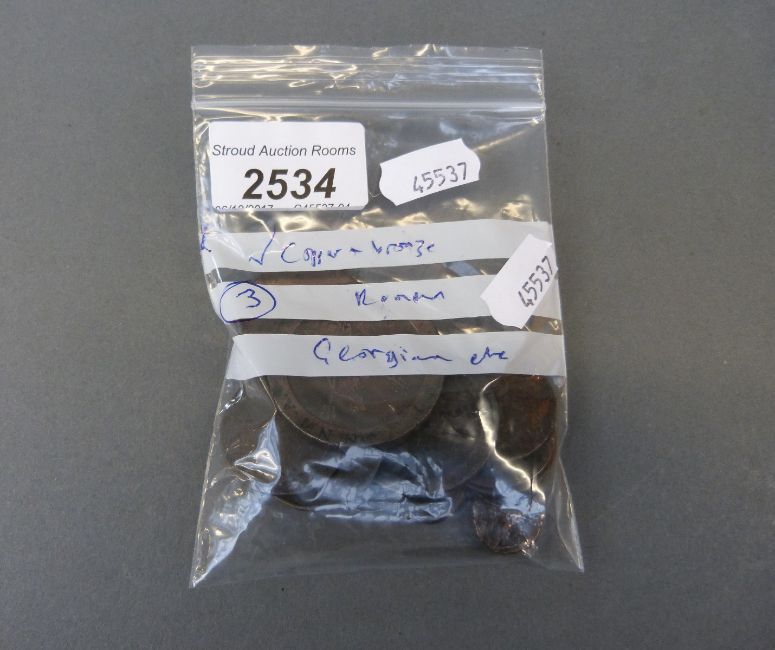 Stroud Auction Rooms
2534
45537
Copper + bronze
3 Roman
45537
Georgian etc